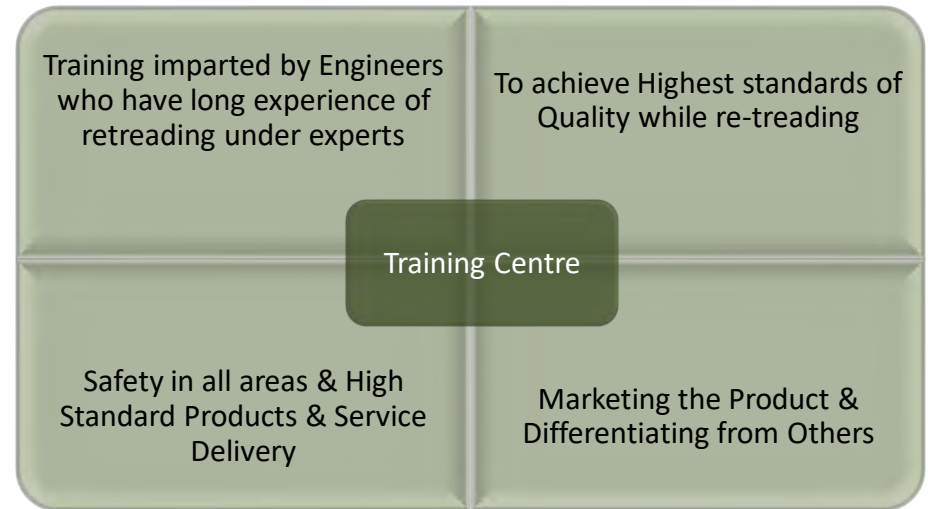 Training imparted by Engineers
who have long experience of
retreading under experts
To achieve Highest standards of
Quality while re-treading
Training Centre
Safety in all areas & High
Standard Products & Service
Delivery
Marketing the Product &
Differentiating from Others